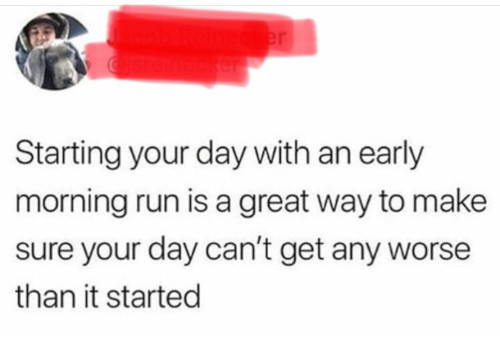 Starting your day with an early
morning run is a great way to make
sure your day can't get any worse
than it started